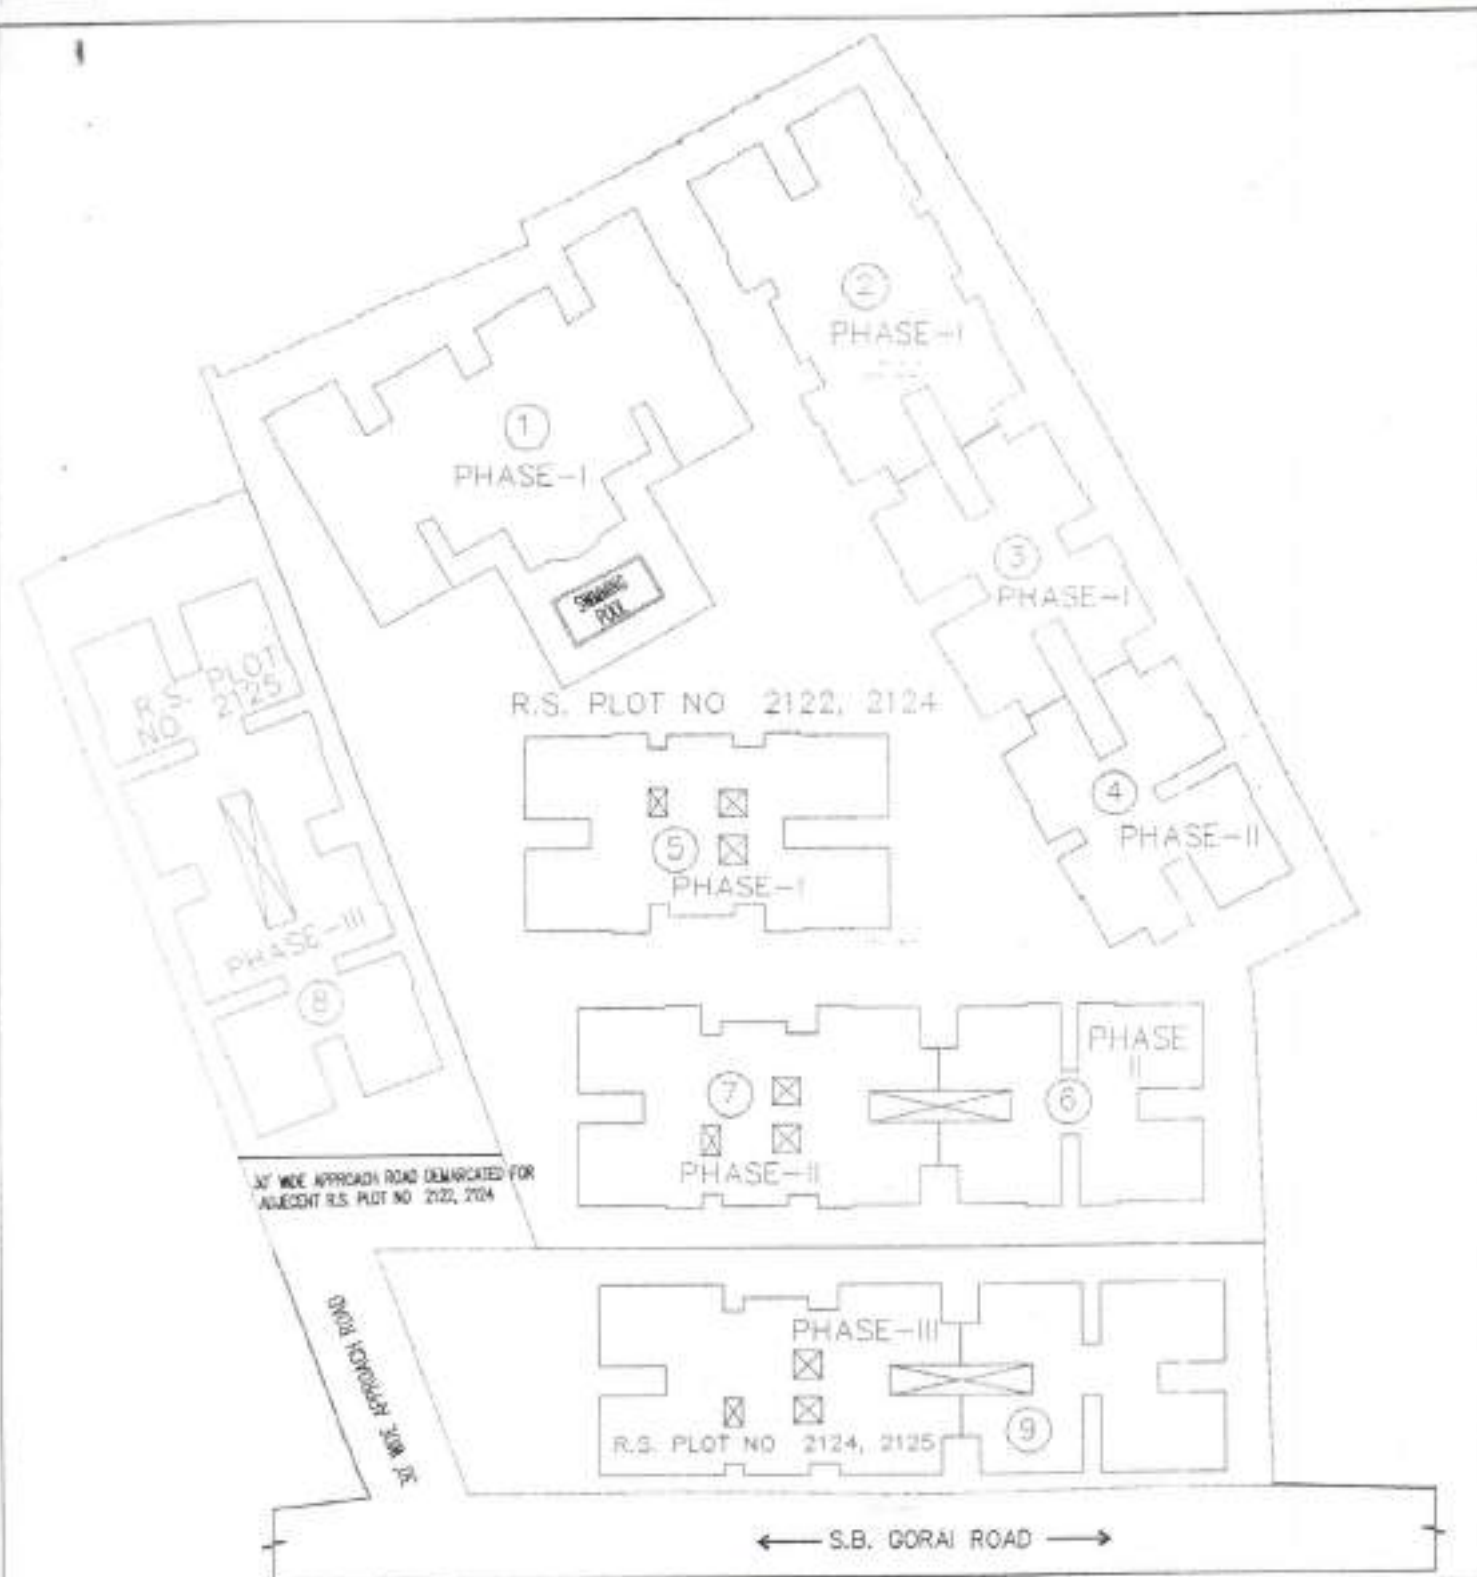 2
PHASE-I
1
PHASE-I
3
PHASE-I
SWIMMING
POOL
R.S. PLOT
NO 2125
R.S. PLOT NO 2122, 2124
4
PHASE-II
5
PHASE-I
PHASE-III
8
PHASE
II
7
6
PHASE-II
30' WIDE APPROACH ROAD DEMARCATED FOR
ADJECENT R.S. PLOT NO 2122, 2124
30' WIDE APPROACH ROAD
PHASE-III
R.S. PLOT NO 2124, 2125
9
S.B. GORAI ROAD